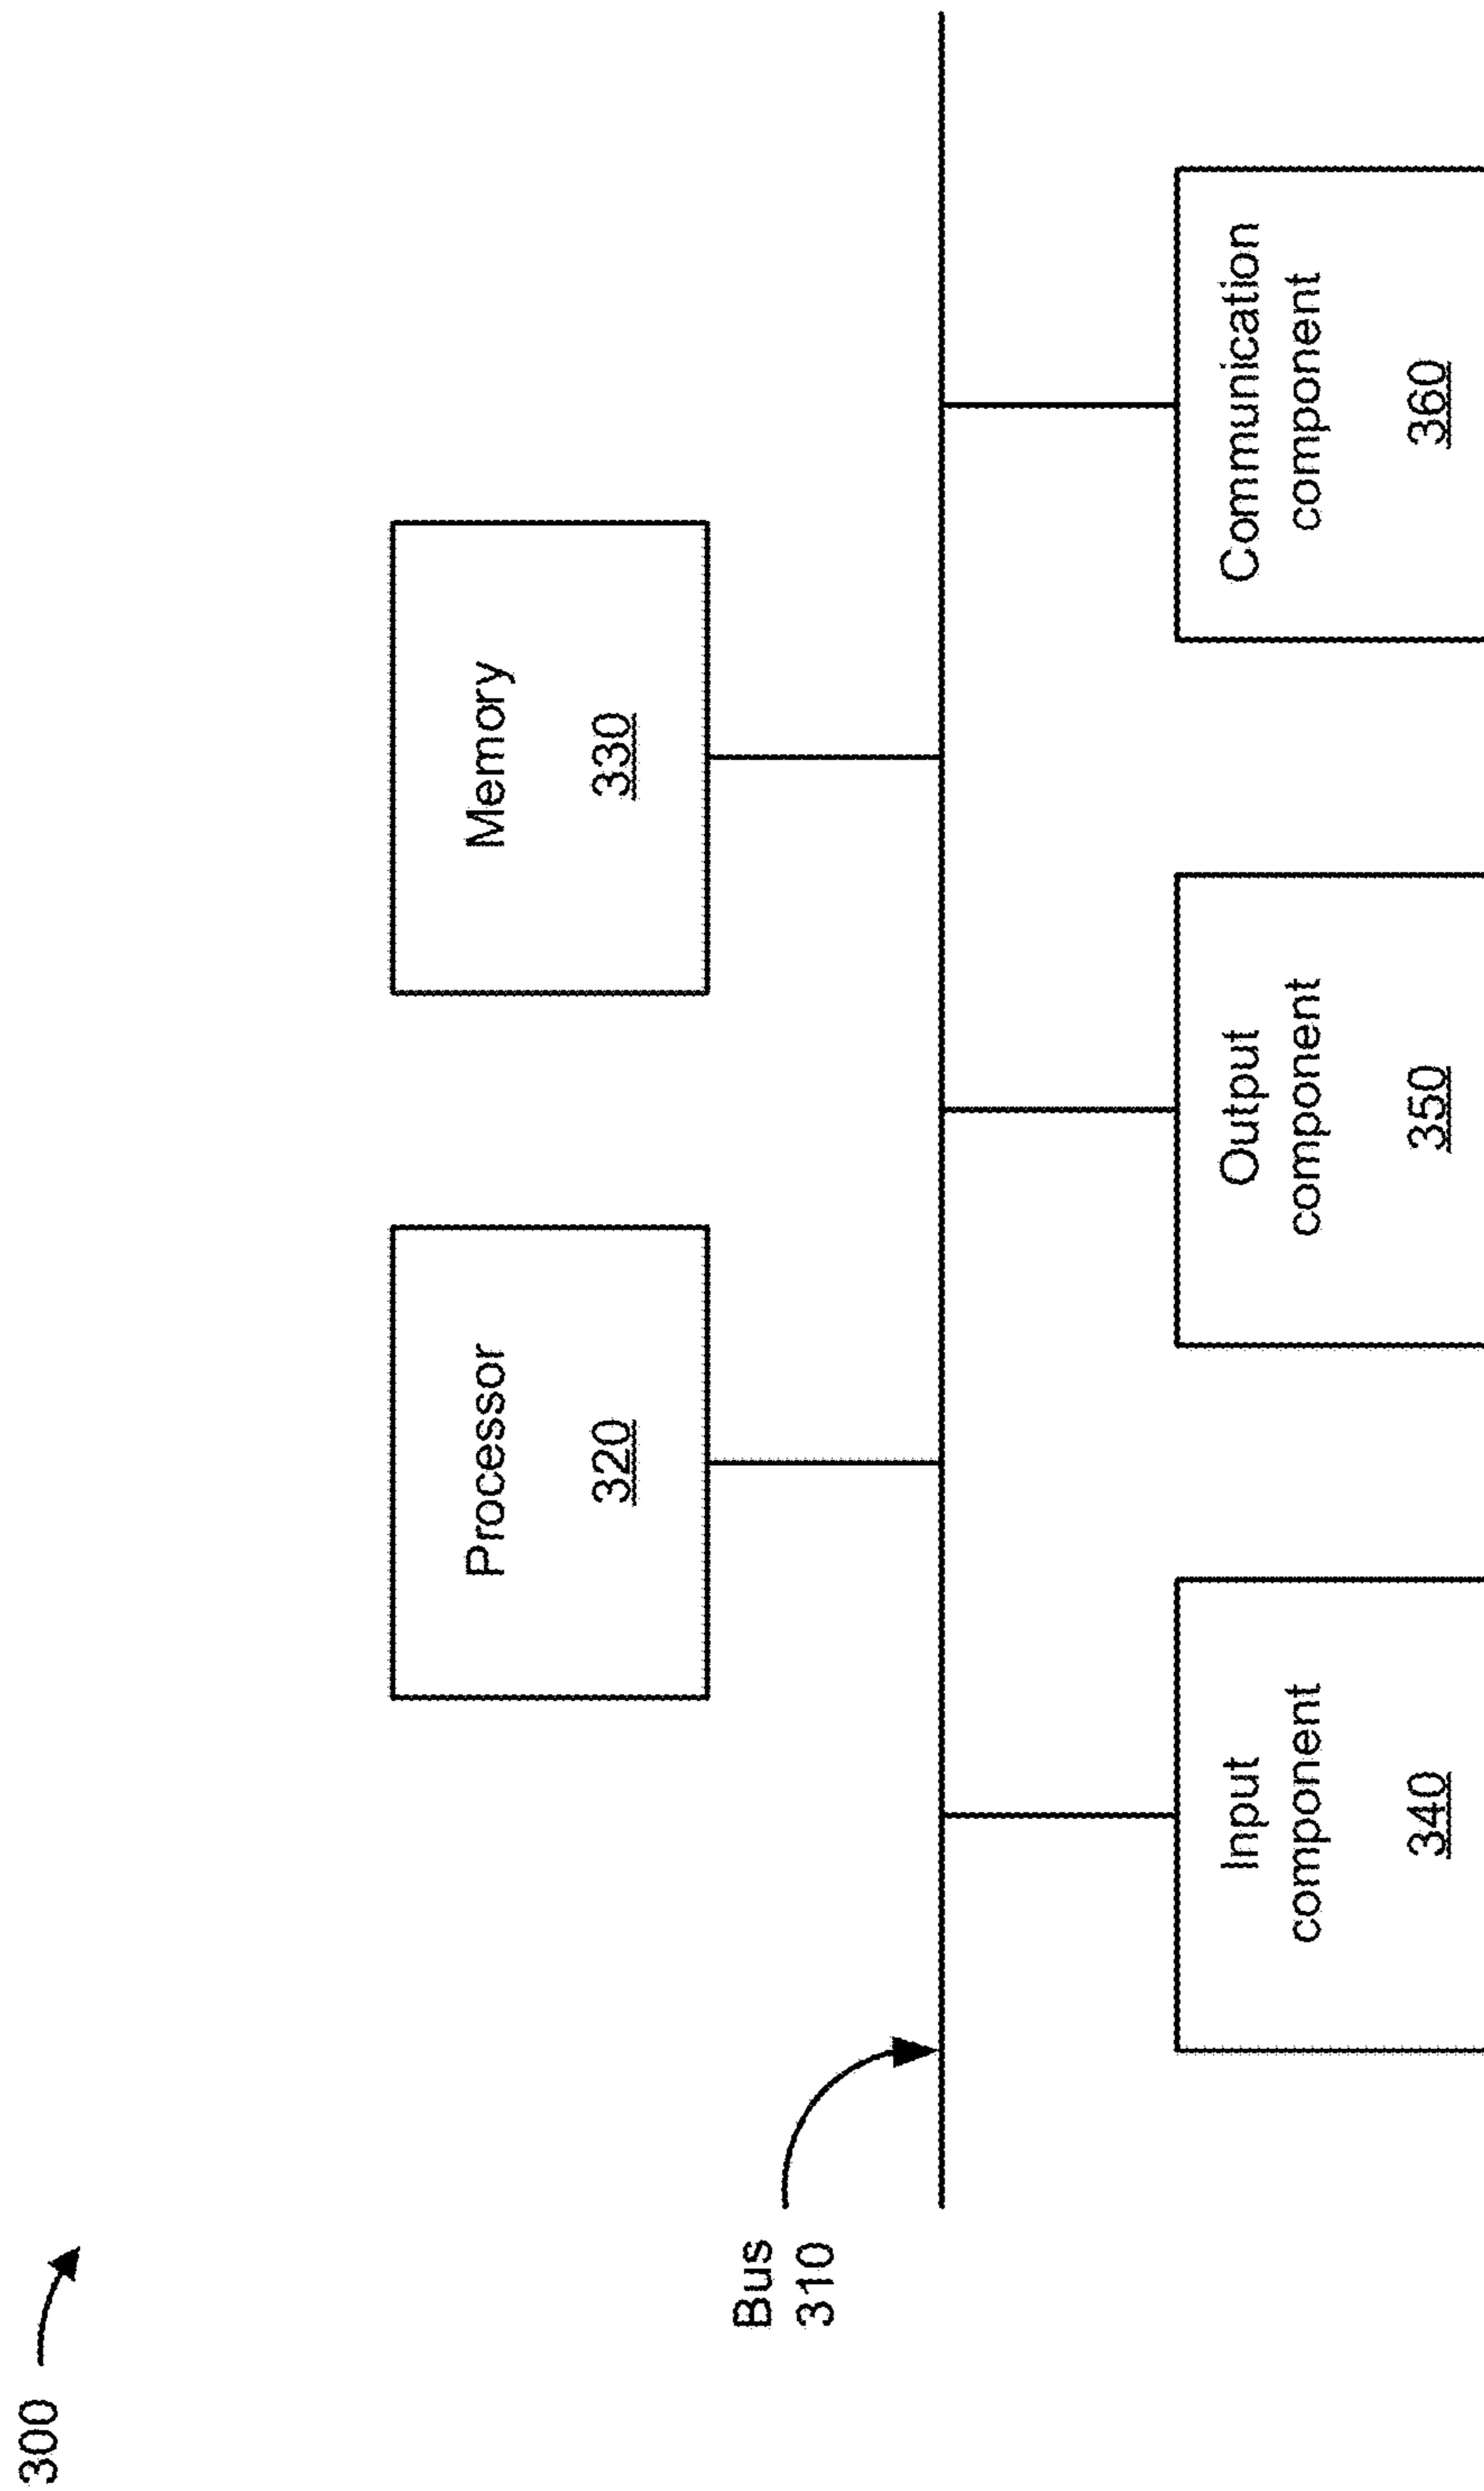 300
Bus
310
Processor
320
Memory
330
Input
component
340
Output
component
350
Communication
component
360